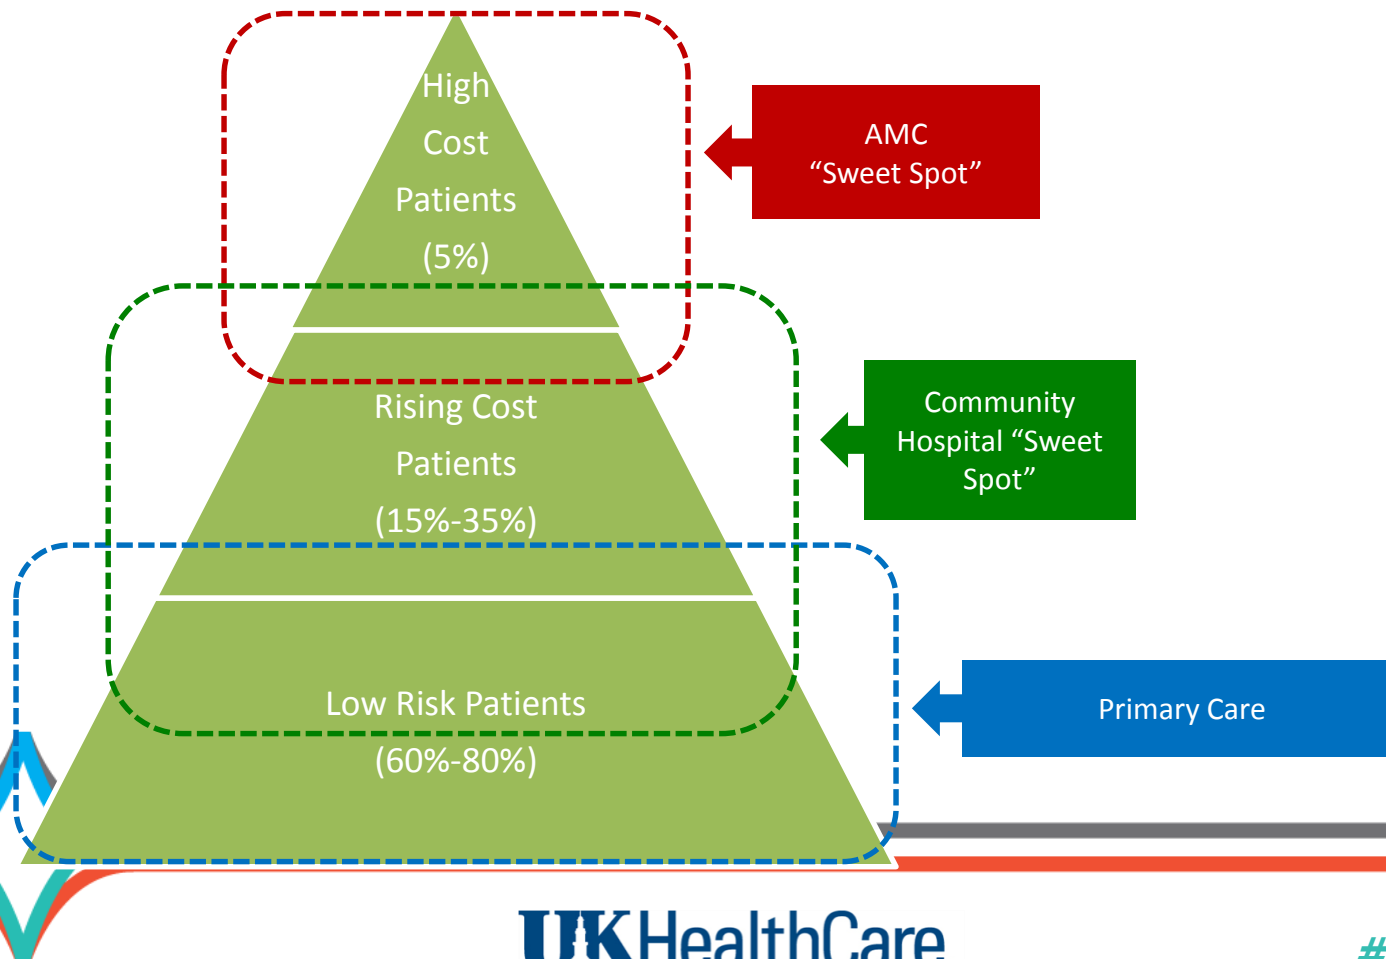 High
Cost
Patients
(5%)
AMC
“Sweet Spot”
Rising Cost
Patients
(15%-35%)
Community
Hospital “Sweet
Spot”
Low Risk Patients
(60%-80%)
Primary Care
UKHealthCare
#